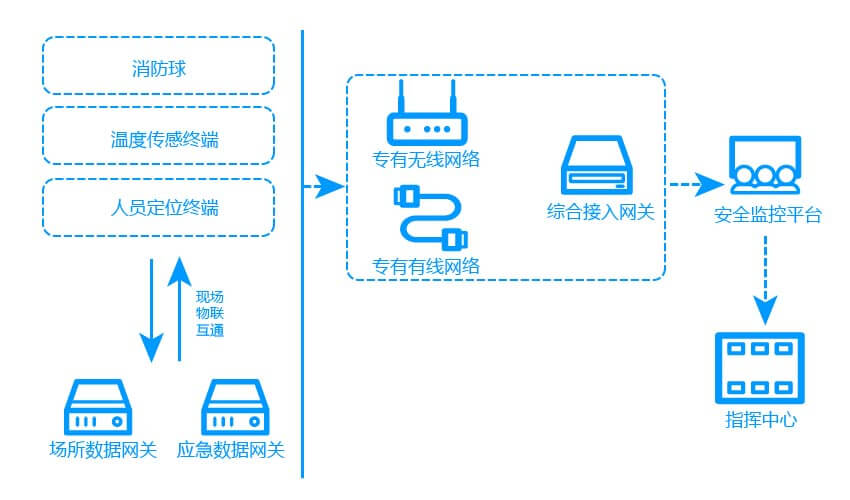 消防球
温度传感终端
人员定位终端
现场
物联
互通
场所数据网关
应急数据网关
专有无线网络
专有有线网络
综合接入网关
安全监控平台
指挥中心